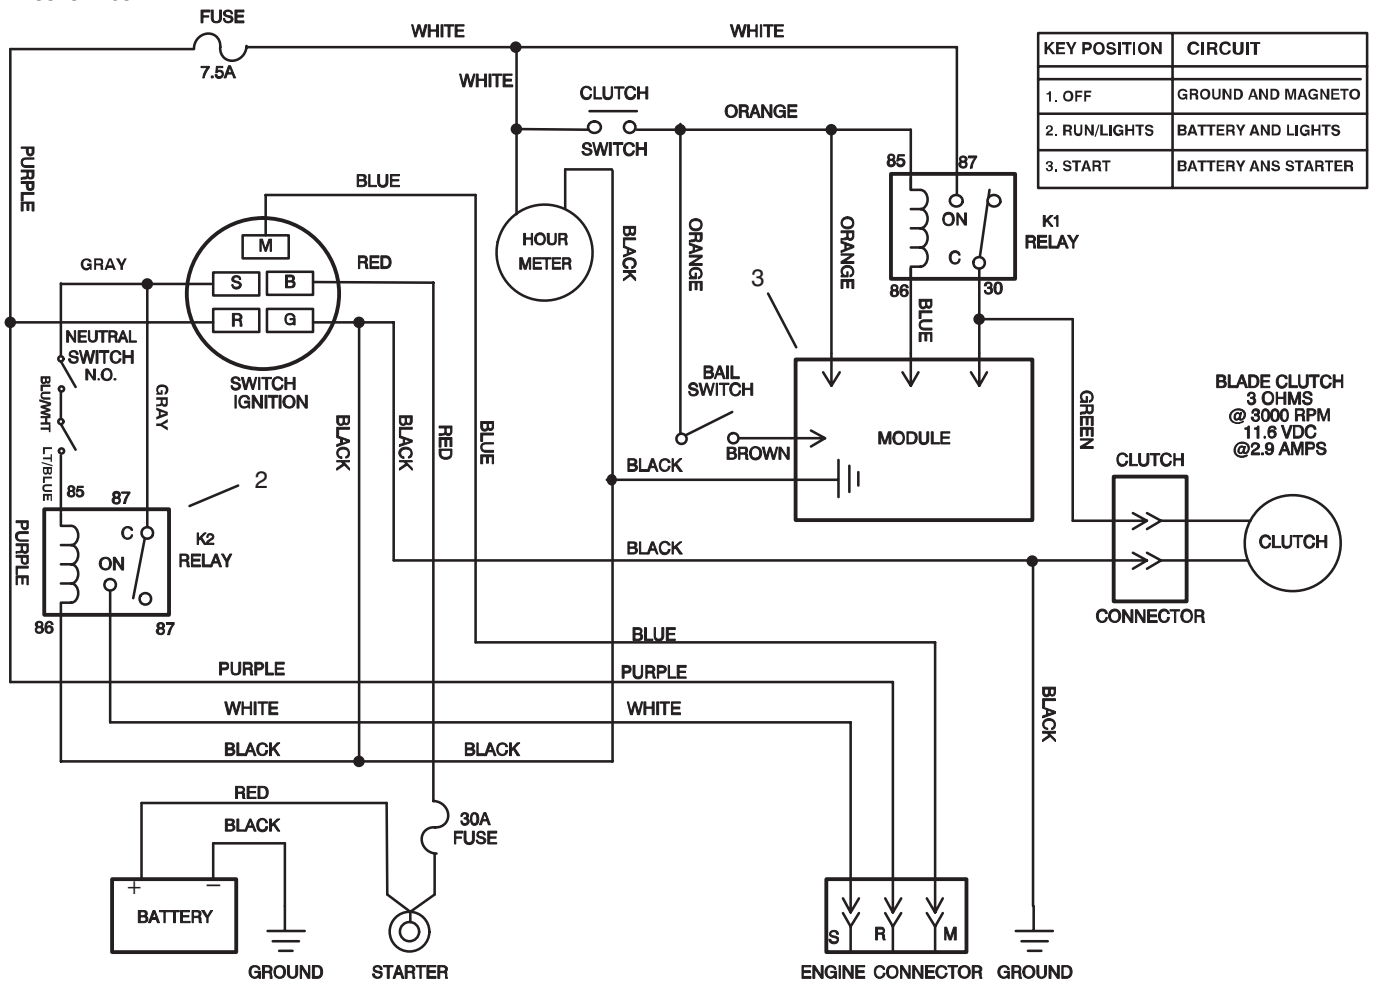 FUSE
7.5A
WHITE
WHITE
WHITE
CLUTCH
SWITCH
ORANGE
KEY POSITION CIRCUIT
1. OFF GROUND AND MAGNETO
2. RUN/LIGHTS BATTERY AND LIGHTS
3. START BATTERY ANS STARTER
PURPLE
BLUE
85
87
ON
C
K1
RELAY
86
30
BLUE
M
S
B
R
G
SWITCH
IGNITION
GRAY
RED
HOUR
METER
BLACK
ORANGE
ORANGE
3
NEUTRAL
SWITCH
N.O.
BLU/WHT
LT/BLUE
GRAY
BLACK
BLACK
RED
BLUE
BAIL
SWITCH
BROWN
BLACK
MODULE
GREEN
BLADE CLUTCH
3 OHMS
@ 3000 RPM
11.6 VDC
@2.9 AMPS
CLUTCH
CLUTCH
CONNECTOR
2
85
87
C
ON
K2
RELAY
86
87
PURPLE
BLACK
BLUE
PURPLE
PURPLE
WHITE
WHITE
BLACK
BLACK
BLACK
RED
BLACK
30A
FUSE
+
−
BATTERY
GROUND
STARTER
S
R
M
ENGINE CONNECTOR
GROUND